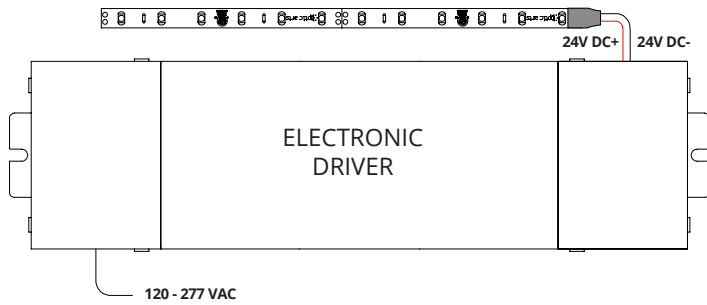 24V DC+
24V DC-
ELECTRONIC
DRIVER
120 - 277 VAC